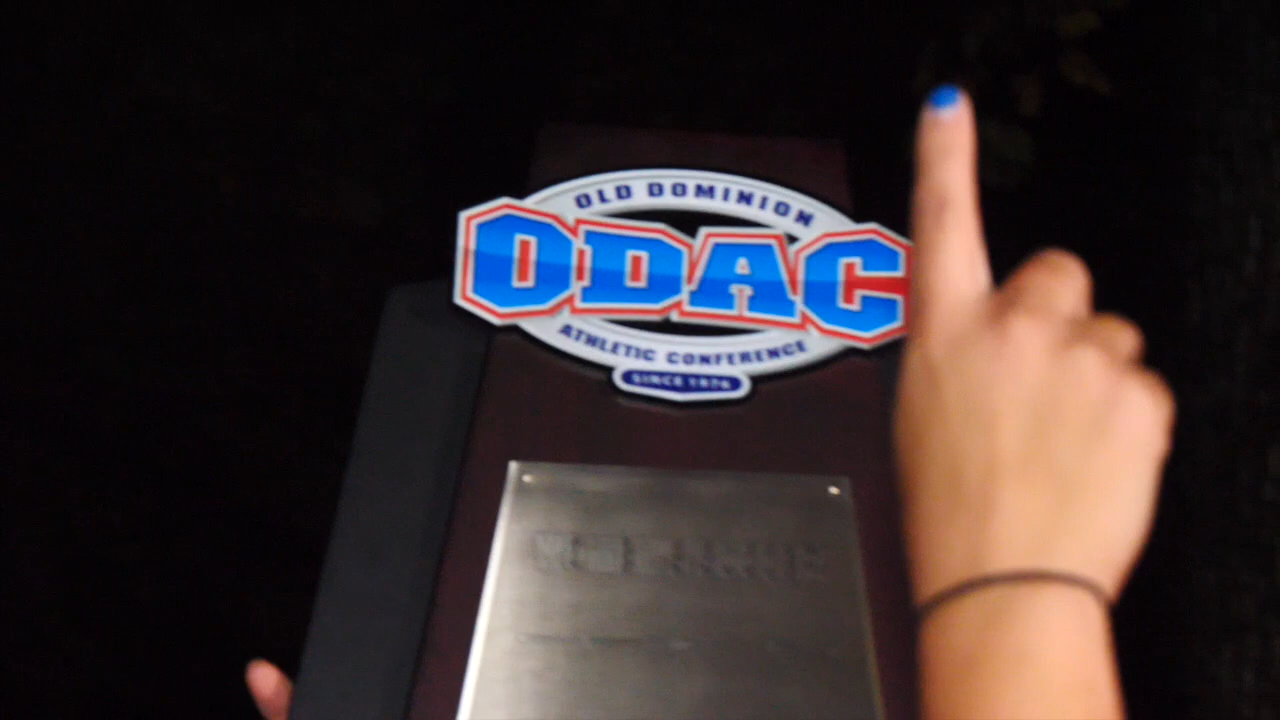 OLD DOMINION
ODAC
ATHLETIC CONFERENCE
SINCE 1976